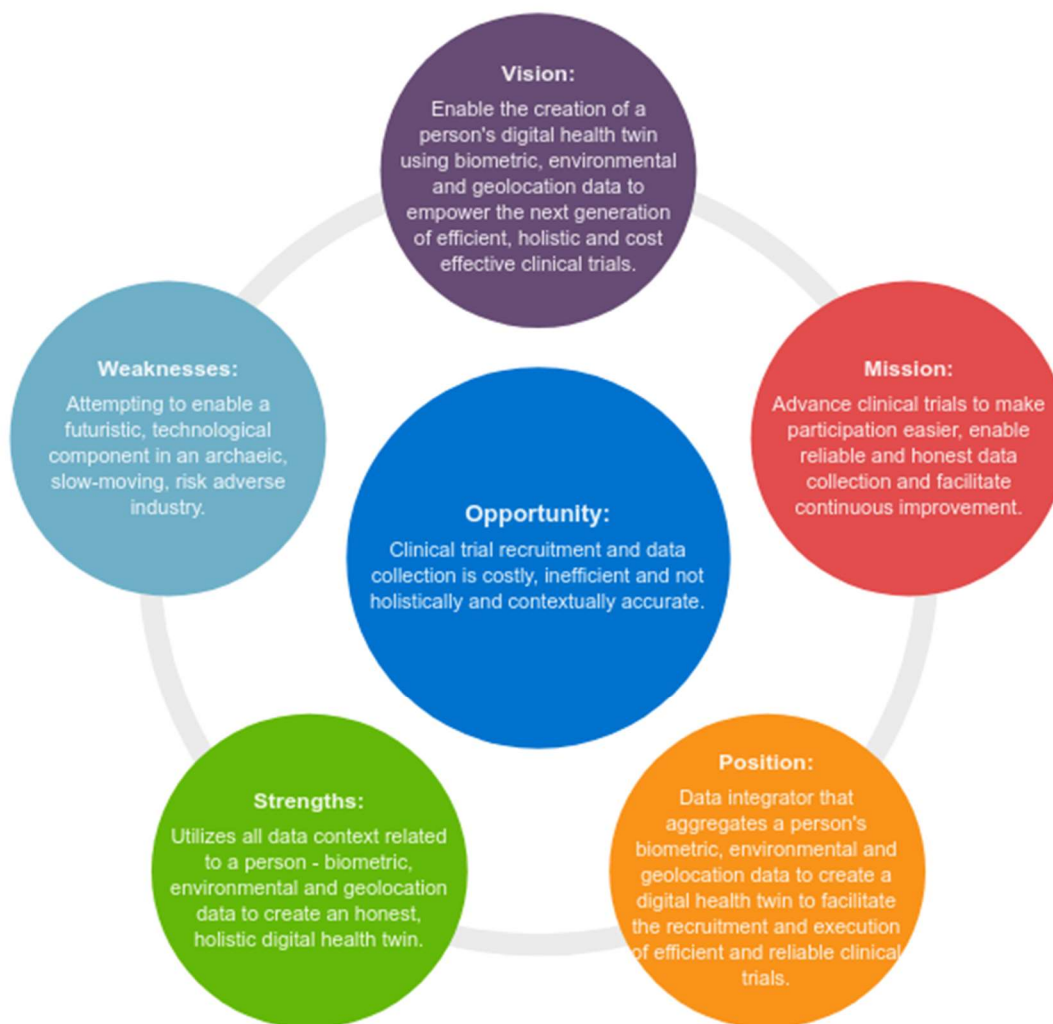 Vision:
Enable the creation of a
person's digital health twin
using biometric, environmental
and geolocation data to
empower the next generation
of efficient, holistic and cost
effective clinical trials.
Weaknesses:
Attempting to enable a
futuristic, technological
component in an archaeic,
slow-moving, risk adverse
industry.
Mission:
Advance clinical trials to make
participation easier, enable
reliable and honest data
collection and facilitate
continuous improvement.
Opportunity:
Clinical trial recruitment and data
collection is costly, inefficient and not
holistically and contextually accurate.
Strengths:
Utilizes all data context related
to a person - biometric,
environmental and geolocation
data to create an honest,
holistic digital health twin.
Position:
Data integrator that
aggregates a person's
biometric, environmental and
geolocation data to create a
digital health twin to facilitate
the recruitment and execution
of efficient and reliable clinical
trials.